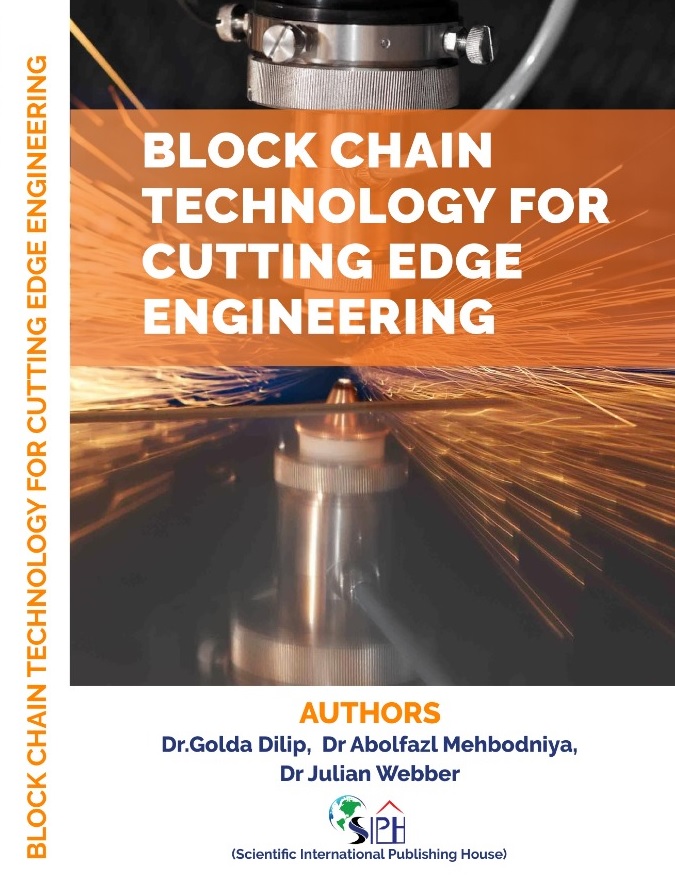 BLOCK CHAIN TECHNOLOGY FOR CUTTING EDGE ENGINEERING
BLOCK CHAIN
TECHNOLOGY FOR
CUTTING EDGE
ENGINEERING
AUTHORS
Dr.Golda Dilip, Dr Abolfazl Mehbodniya,
Dr Julian Webber
SIPH
(Scientific International Publishing House)